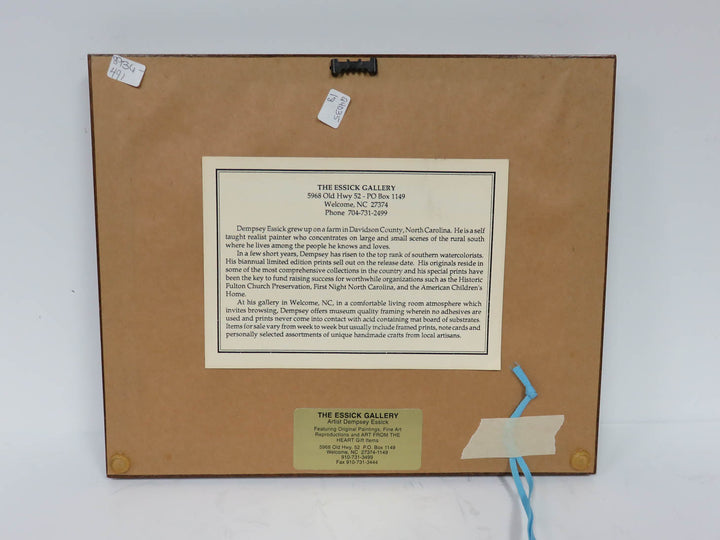 8734-
491
THE ESSICK GALLERY
5968 Old Hwy 52 - PO Box 1149
Welcome, NC 27374
Phone 704-731-2499
Dempsey Essick grew up on a farm in Davidson County, North Carolina. He is a self
taught realist painter who concentrates on large and small scenes of the rural south
where he lives among the people he knows and loves.
In a few short years, Dempsey has risen to the top rank of southern watercolorists.
His biannual limited edition prints sell out on the release date. His originals reside in
some of the most comprehensive collections in the country and his special prints have
been the key to fund raising success for worthwhile organizations such as the Historic
Fulton Church Preservation, First Night North Carolina, and the American Children's
Home.
At his gallery in Welcome, NC, in a comfortable living room atmosphere which
invites browsing, Dempsey offers museum quality framing wherein no adhesives are
used and prints never come into contact with acid containing mat board of substrates.
Items for sale vary from week to week but usually include framed prints, note cards and
personally selected assortments of unique handmade crafts from local artisans.
THE ESSICK GALLERY
Artist Dempsey Essick
Featuring Original Paintings, Fine Art
Reproductions and ART FROM THE
HEART Gift Items
5968 Old Hwy. 52 P.O. Box 1149
Welcome, NC 27374-1149
910-731-3499
Fax 910-731-3444